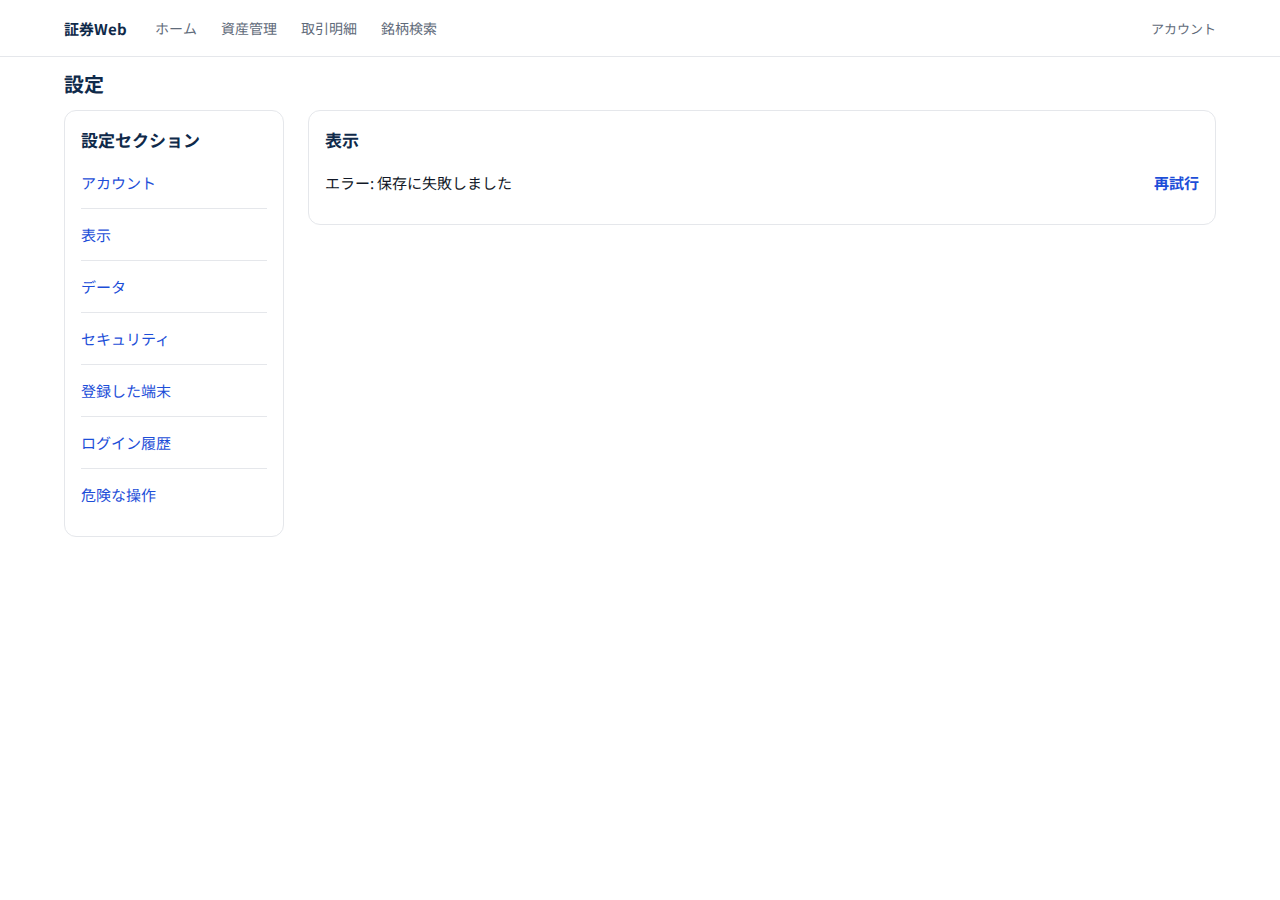 証券Web ホーム 資産管理 取引明細 銘柄検索 アカウント
設定
設定セクション
アカウント
表示
データ
セキュリティ
登録した端末
ログイン履歴
危険な操作
表示
エラー: 保存に失敗しました 再試行